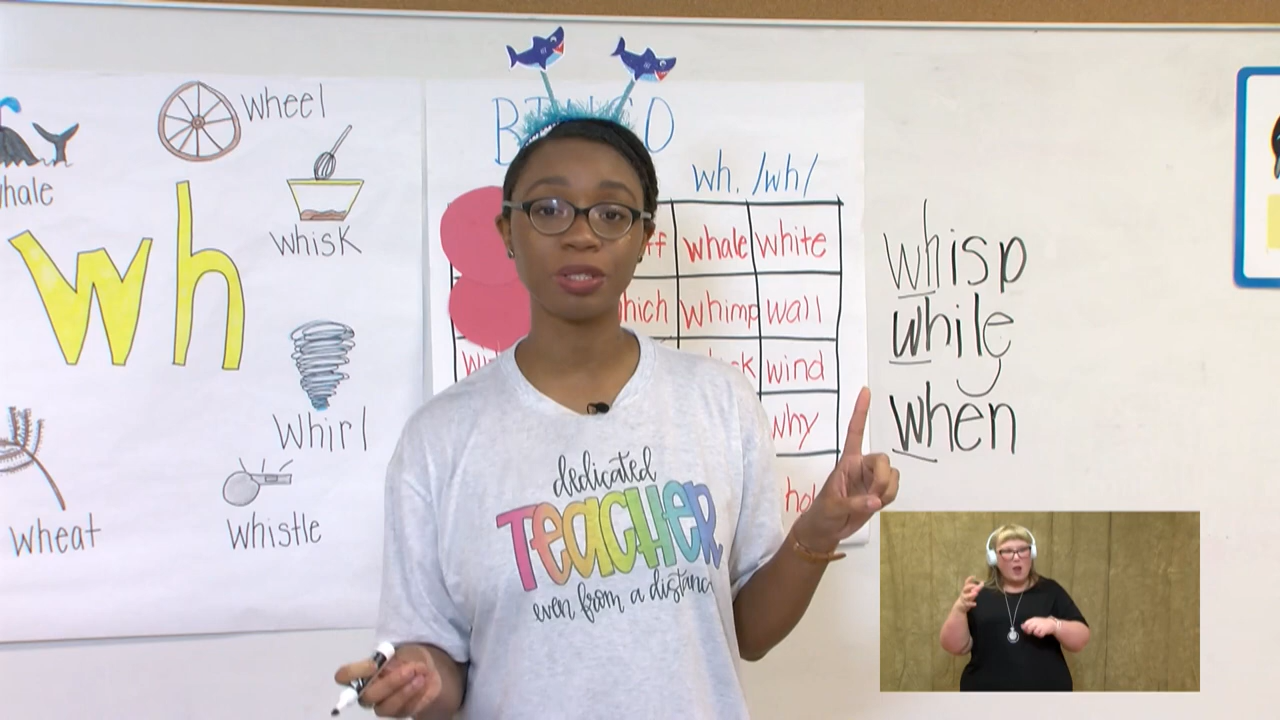 wheel
whisk
wh
whirl
wheat
whistle
BINGO
wh, /wh/
whale white
whimp wall
wind
why
whisp
while
when
dedicated
TEACHER
even from a distance